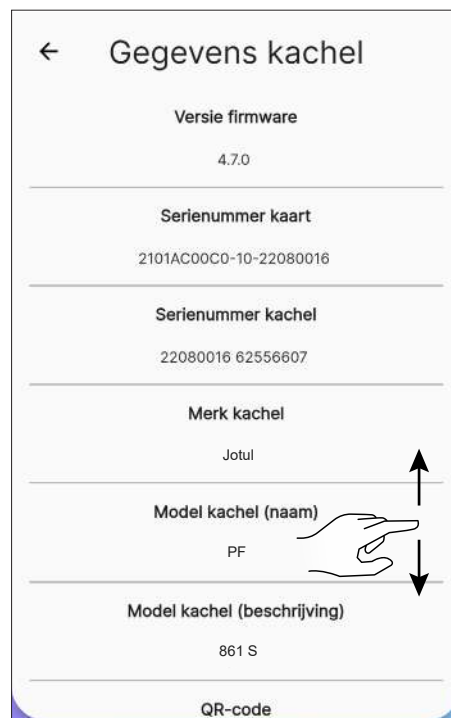 Gegevens kachel
Versie firmware
4.7.0
Serienummer kaart
2101AC00C0-10-22080016
Serienummer kachel
22080016 62556607
Merk kachel
Jotul
Model kachel (naam)
PF
Model kachel (beschrijving)
861 S
QR-code